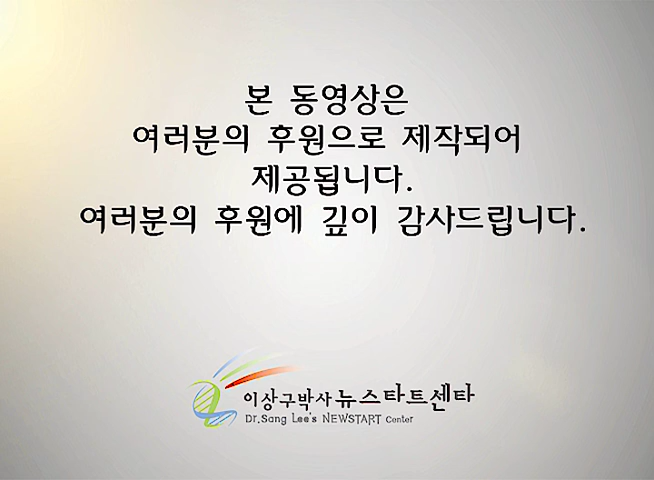 본 동영상은
여러분의 후원으로 제작되어
제공됩니다.
여러분의 후원에 깊이 감사드립니다.
이상구박사 뉴스타트센타
Dr.Sang Lee's NEWSTART Center